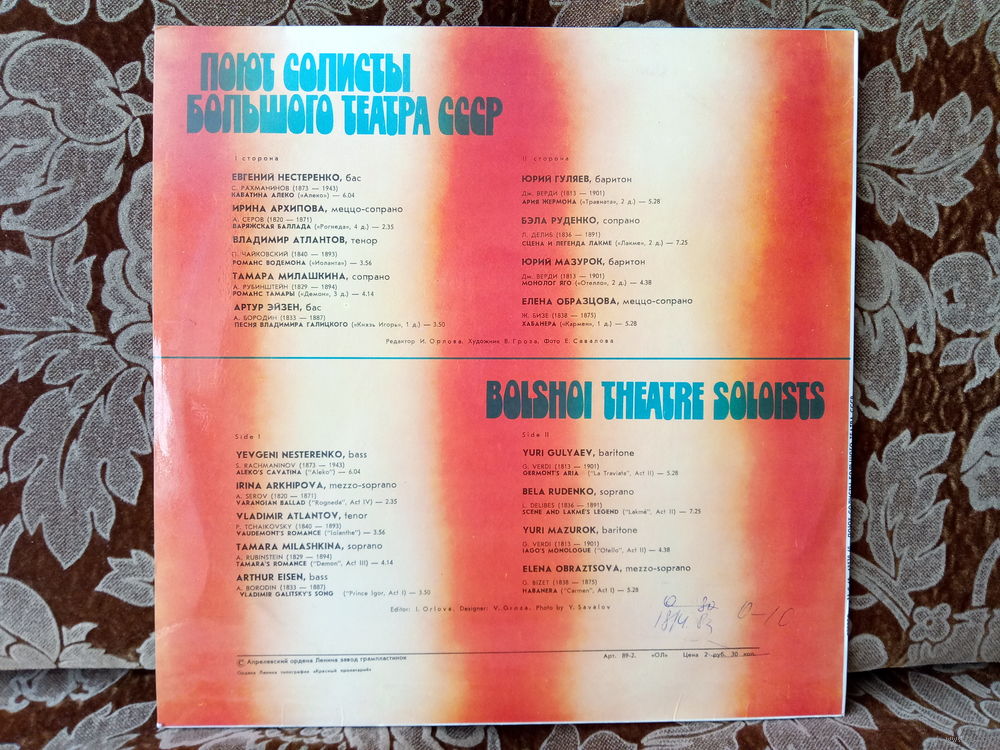 ПОЮТ СОЛИСТЫ
БОЛЬШОГО ТЕАТРА СССР
I сторона
ЕВГЕНИЙ НЕСТЕРЕНКО, бас
С. РАХМАНИНОВ (1873 — 1943)
КАВАТИНА АЛЕКО («Алеко») — 6.04
ИРИНА АРХИПОВА, меццо-сопрано
А. СЕРОВ (1820 — 1871)
ВАРЯЖСКАЯ БАЛЛАДА («Рогнеда», 4 д.) — 2.35
ВЛАДИМИР АТЛАНТОВ, тенор
П. ЧАЙКОВСКИЙ (1840 — 1893)
РОМАНС ВОДЕМОНА («Иоланта») — 3.56
ТАМАРА МИЛАШКИНА, сопрано
А. РУБИНШТЕЙН (1829 — 1894)
РОМАНС ТАМАРЫ («Демон», 3 д.) — 4.14
АРТУР ЭЙЗЕН, бас
А. БОРОДИН (1833 — 1887)
ПЕСНЯ ВЛАДИМИРА ГАЛИЦКОГО («Князь Игорь», 1 д.) — 3.50
II сторона
ЮРИЙ ГУЛЯЕВ, баритон
Дж. ВЕРДИ (1813 — 1901)
АРИЯ ЖЕРМОНА («Травиата», 2 д.) — 5.28
БЭЛА РУДЕНКО, сопрано
Л. ДЕЛИБ (1836 — 1891)
СЦЕНА И ЛЕГЕНДА ЛАКМЕ («Лакме», 2 д.) — 7.25
ЮРИЙ МАЗУРОК, баритон
Дж. ВЕРДИ (1813 — 1901)
МОНОЛОГ ЯГО («Отелло», 2 д.) — 4.38
ЕЛЕНА ОБРАЗЦОВА, меццо-сопрано
Ж. БИЗЕ (1838 — 1875)
ХАБАНЕРА («Кармен», 1 д.) — 5.28
Редактор И. Орлова, Художник В. Гроза, Фото Е. Савалова
BOLSHOI THEATRE SOLOISTS
Side I
YEVGENI NESTERENKO, bass
S. RACHMANINOV (1873 — 1943)
ALEKO'S CAVATINA ("Aleko") — 6.04
IRINA ARKHIPOVA, mezzo-soprano
A. SEROV (1820 — 1871)
VARANGIAN BALLAD ("Rogneda", Act IV) — 2.35
VLADIMIR ATLANTOV, tenor
P. TCHAIKOVSKY (1840 — 1893)
VAUDEMONT'S ROMANCE ("Iolanthe") — 3.56
TAMARA MILASHKINA, soprano
A. RUBINSTEIN (1829 — 1894)
TAMARA'S ROMANCE ("Demon", Act III) — 4.14
ARTHUR EISEN, bass
A. BORODIN (1833 — 1887)
VLADIMIR GALITSKY'S SONG ("Prince Igor, Act I) — 3.50
Side II
YURI GULYAEV, baritone
G. VERDI (1813 — 1901)
GERMONT'S ARIA ("La Traviata", Act II) — 5.28
BELA RUDENKO, soprano
L. DELIBES (1836 — 1891)
SCENE AND LAKMÉ'S LEGEND ("Lakmé", Act II) — 7.25
YURI MAZUROK, baritone
G. VERDI (1813 — 1901)
IAGO'S MONOLOGUE ("Otello", Act II) — 4.38
ELENA OBRAZTSOVA, mezzo-soprano
G. BIZET (1838 — 1875)
HABANERA ("Carmen", Act I) — 5.28
Editor: I. Orlova, Designer: V. Groza, Photo by Y. Savalov
© Апрелевский ордена Ленина завод грампластинок
Ордена Ленина типография «Красный пролетарий»
Арт. 89-2. «ОЛ» Цена 2 руб. 30 коп.